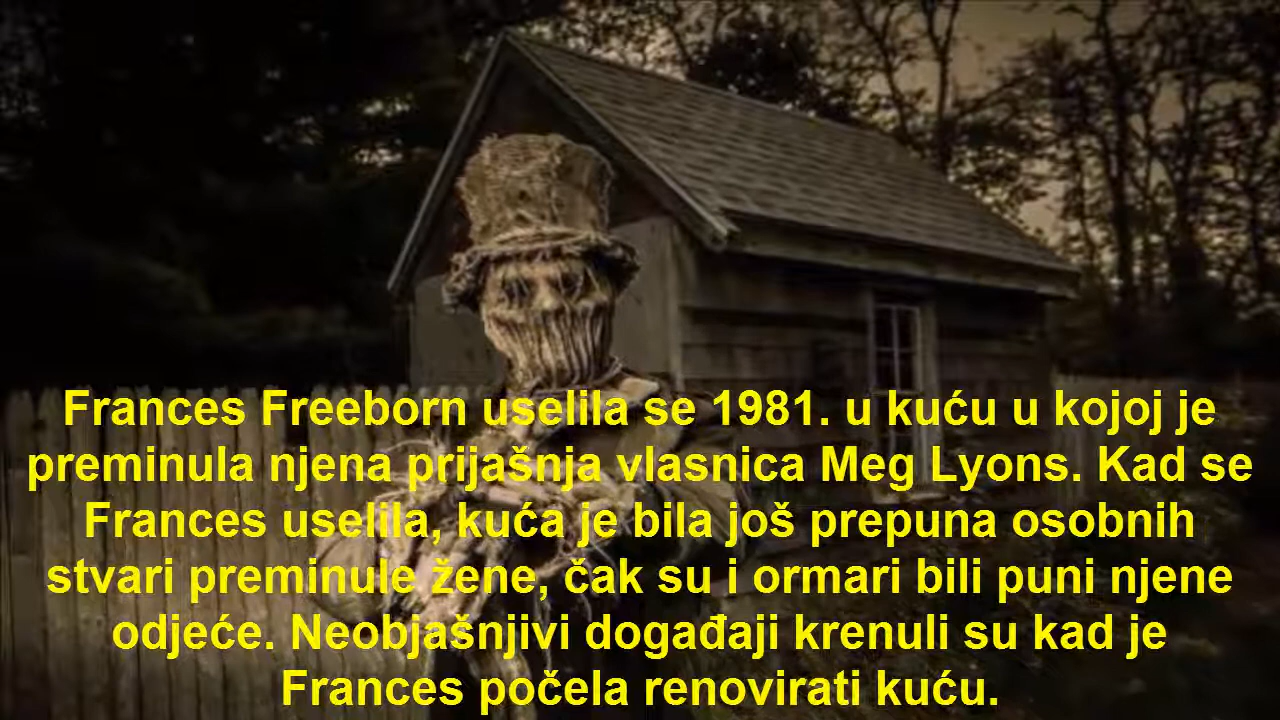 Frances Freeborn uselila se 1981. u kuću u kojoj je
preminula njena prijašnja vlasnica Meg Lyons. Kad se
Frances uselila, kuća je bila još prepuna osobnih
stvari preminule žene, čak su i ormari bili puni njene
odjeće. Neobjašnjivi događaji krenuli su kad je
Frances počela renovirati kuću.